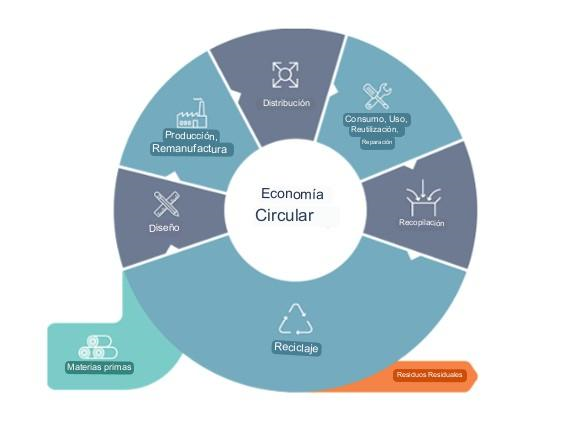 Distribución
Consumo, Uso,
Reutilización,
Reparación
Producción,
Remanufactura
Economía
Circular
Diseño
Recopilación
Reciclaje
Materias primas
Residuos Residuales